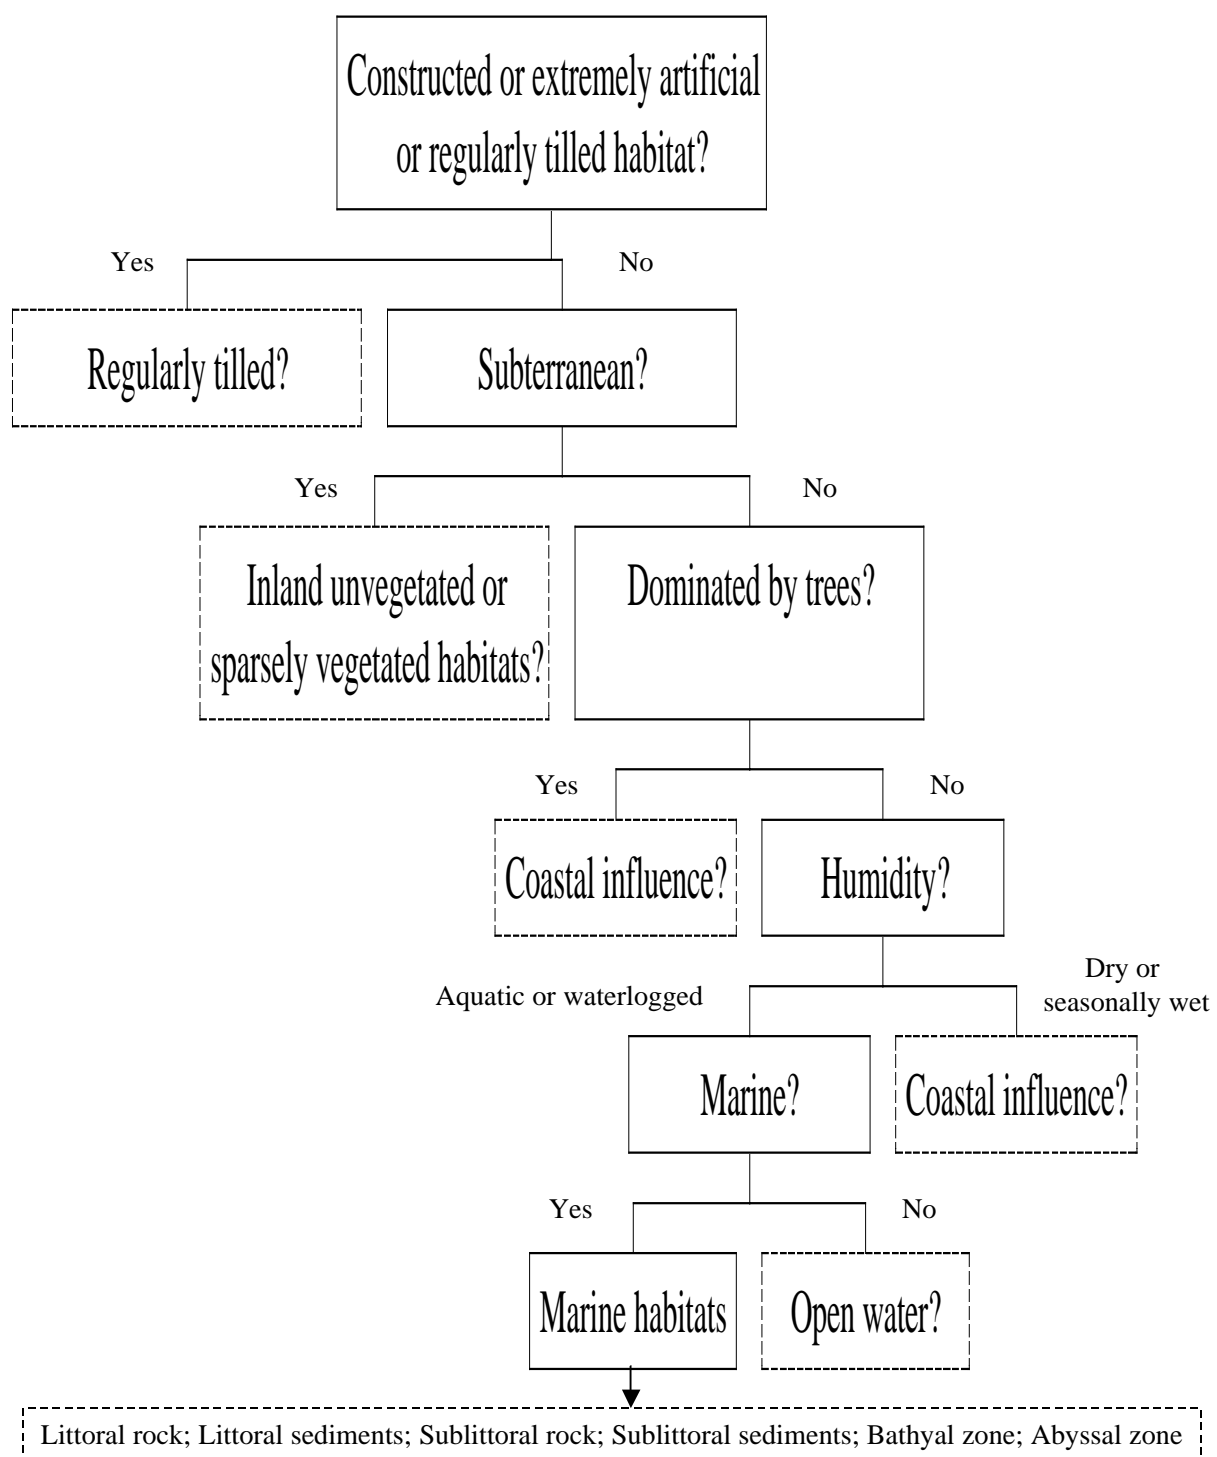 Constructed or extremely artificial
or regularly tilled habitat?
Yes
No
Regularly tilled?
Subterranean?
Yes
No
Inland unvegetated or
sparsely vegetated habitats?
Dominated by trees?
Yes
No
Coastal influence?
Humidity?
Aquatic or waterlogged
Dry or
seasonally wet
Marine?
Coastal influence?
Yes
No
Marine habitats
Open water?
Littoral rock; Littoral sediments; Sublittoral rock; Sublittoral sediments; Bathyal zone; Abyssal zone